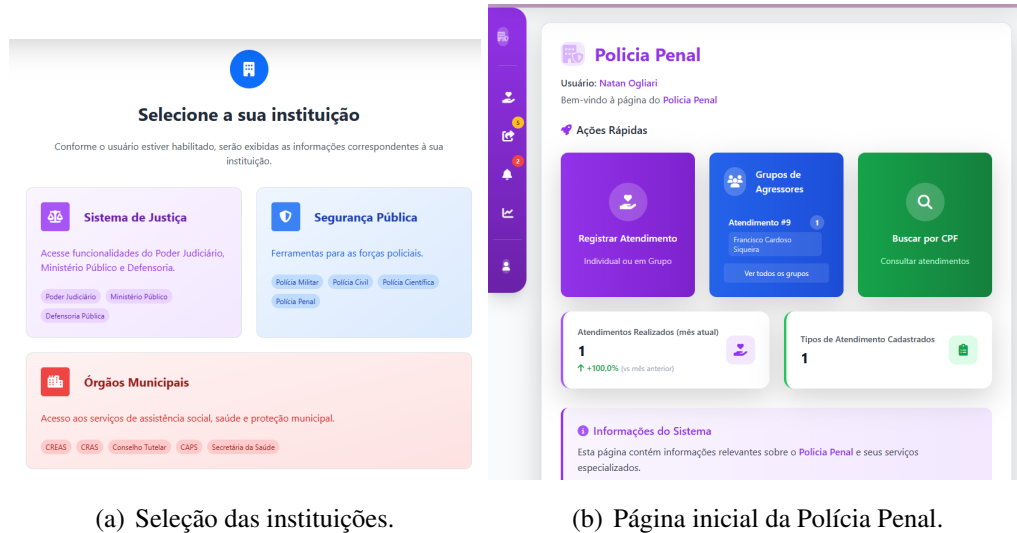 Selecione a sua instituição
Conforme o usuário estiver habilitado, serão exibidas as informações correspondentes à sua
instituição.
Sistema de Justiça
Acesse funcionalidades do Poder Judiciário,
Ministério Público e Defensoria.
Poder Judiciário Ministério Público
Defensoria Pública
Segurança Pública
Ferramentas para as forças policiais.
Polícia Militar Polícia Civil Polícia Científica
Polícia Penal
Órgãos Municipais
Acesso aos serviços de assistência social, saúde e proteção municipal.
CREAS CRAS Conselho Tutelar CAPS Secretária da Saúde
(a) Seleção das instituições.
5
2
Policia Penal
Usuário: Natan Ogliari
Bem-vindo à página do Policia Penal
Ações Rápidas
Registrar Atendimento
Individual ou em Grupo
Grupos de
Agressores
Atendimento #9 1
Francisco Cardoso
Siqueira
Ver todos os grupos
Buscar por CPF
Consultar atendimentos
Atendimentos Realizados (mês atual)
1
+100,0% (vs mês anterior)
Tipos de Atendimento Cadastrados
1
Informações do Sistema
Esta página contém informações relevantes sobre o Policia Penal e seus serviços
especializados.
(b) Página inicial da Polícia Penal.